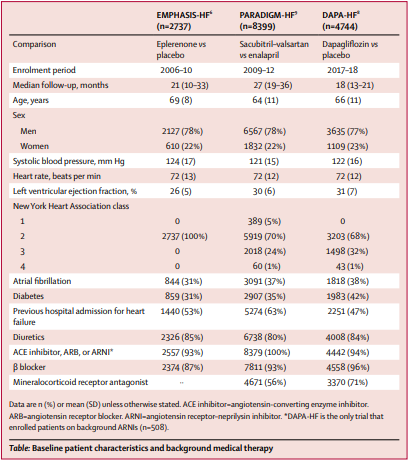 EMPHASIS-HF⁶ PARADIGM-HF⁹ DAPA-HF⁸
(n=2737) (n=8399) (n=4744)
Comparison Eplerenone vs placebo Sacubitril-valsartan vs enalapril Dapagliflozin vs placebo
Enrolment period 2006–10 2009–12 2017–18
Median follow-up, months 21 (10–33) 27 (19–36) 18 (13–21)
Age, years 69 (8) 64 (11) 66 (11)
Sex
Men 2127 (78%) 6567 (78%) 3635 (77%)
Women 610 (22%) 1832 (22%) 1109 (23%)
Systolic blood pressure, mm Hg 124 (17) 121 (15) 122 (16)
Heart rate, beats per min 72 (13) 72 (12) 72 (12)
Left ventricular ejection fraction, % 26 (5) 30 (6) 31 (7)
New York Heart Association class
1 0 389 (5%) 0
2 2737 (100%) 5919 (70%) 3203 (68%)
3 0 2018 (24%) 1498 (32%)
4 0 60 (1%) 43 (1%)
Atrial fibrillation 844 (31%) 3091 (37%) 1818 (38%)
Diabetes 859 (31%) 2907 (35%) 1983 (42%)
Previous hospital admission for heart failure 1440 (53%) 5274 (63%) 2251 (47%)
Diuretics 2326 (85%) 6738 (80%) 4008 (84%)
ACE inhibitor, ARB, or ARNI* 2557 (93%) 8379 (100%) 4442 (94%)
β blocker 2374 (87%) 7811 (93%) 4558 (96%)
Mineralocorticoid receptor antagonist ·· 4671 (56%) 3370 (71%)
Data are n (%) or mean (SD) unless otherwise stated. ACE inhibitor=angiotensin-converting enzyme inhibitor.
ARB=angiotensin receptor blocker. ARNI=angiotensin receptor-neprilysin inhibitor. *DAPA-HF is the only trial that
enrolled patients on background ARNIs (n=508).
Table: Baseline patient characteristics and background medical therapy